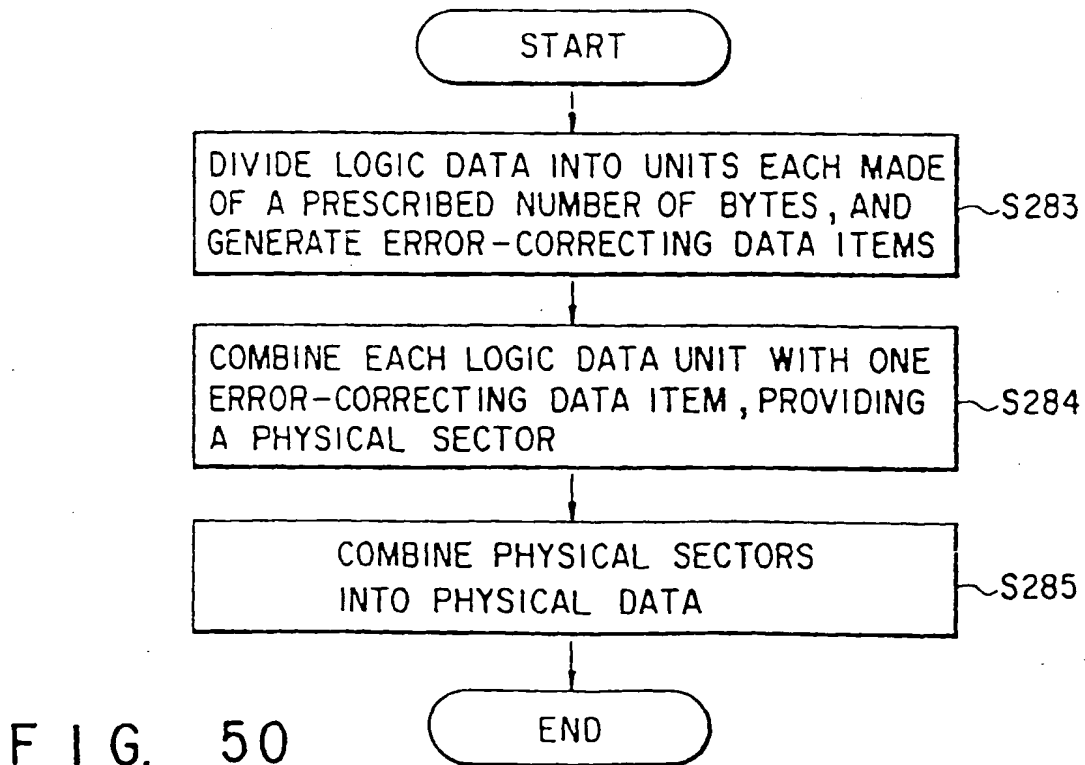 START
DIVIDE LOGIC DATA INTO UNITS EACH MADE
OF A PRESCRIBED NUMBER OF BYTES, AND
GENERATE ERROR-CORRECTING DATA ITEMS
S283
COMBINE EACH LOGIC DATA UNIT WITH ONE
ERROR-CORRECTING DATA ITEM, PROVIDING
A PHYSICAL SECTOR
S284
COMBINE PHYSICAL SECTORS
INTO PHYSICAL DATA
S285
END
FIG. 50